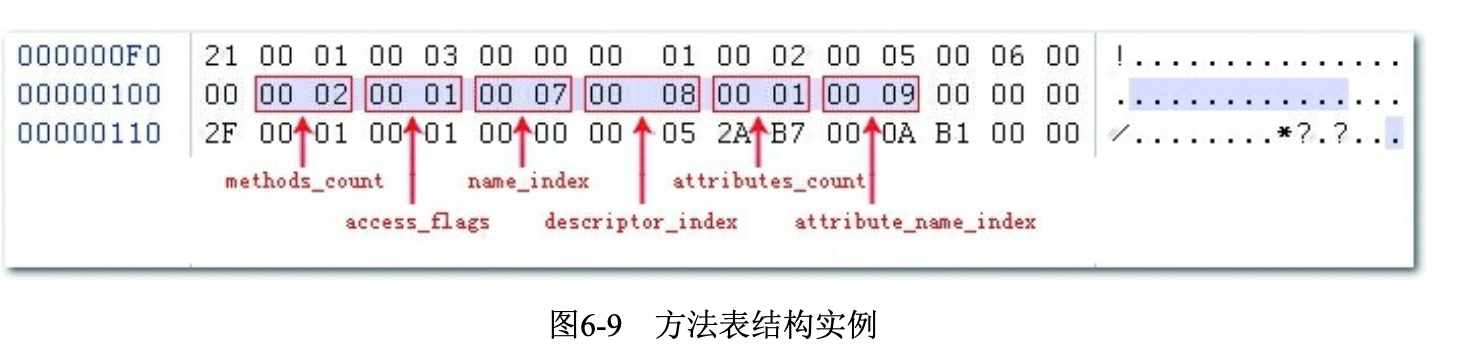 000000F0 21 00 01 00 03 00 00 00 01 00 02 00 05 00 06 00 !...............
00000100 00 00 02 00 01 00 07 00 08 00 01 00 09 00 00 00 ................
00000110 2F 00 01 00 01 00 00 00 05 2A B7 00 0A B1 00 00 /........*?.?...
methods_count name_index attributes_count
access_flags descriptor_index attribute_name_index
图6-9 方法表结构实例